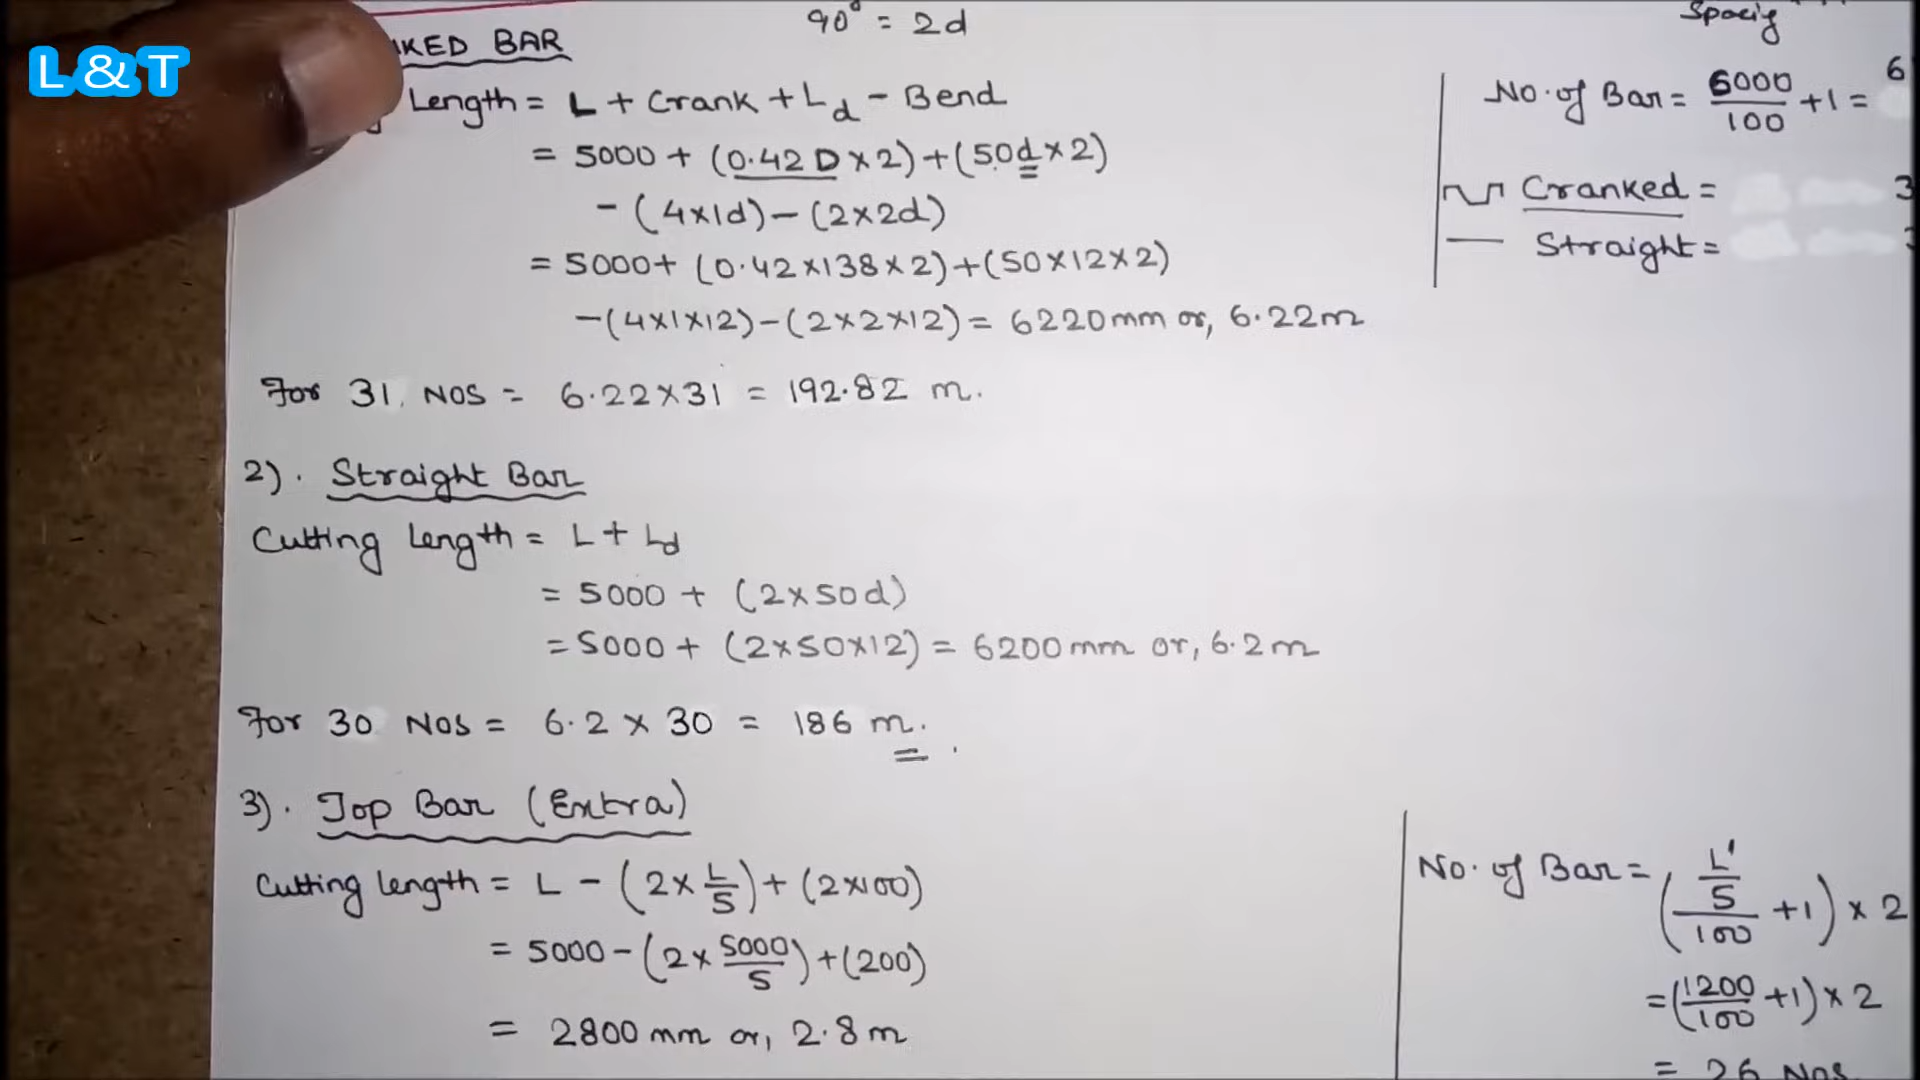 L&T
90° = 2d
KED BAR
Length = L + Crank + Ld - Bend
= 5000 + (0.42 D × 2) + (50d × 2)
- (4×1d) - (2×2d)
= 5000 + (0.42×138×2) + (50×12×2)
- (4×1×12) - (2×2×12) = 6220 mm or, 6.22m
For 31 NOS = 6.22×31 = 192.82 m.
2). Straight Bar
Cutting length = L + Ld
= 5000 + (2×50d)
= 5000 + (2×50×12) = 6200 mm or, 6.2m
For 30 NOS = 6.2 × 30 = 186 m.
3). Top Bar (Extra)
Cutting length = L - (2× L/5) + (2×100)
= 5000 - (2× 5000/5) + (200)
= 2800 mm or, 2.8 m
Spacig
No. of Bar = 6000/100 + 1 = 6
Cranked = 3
Straight =
No. of Bar = (L'/5/100 + 1) × 2
= (1200/100 + 1) × 2
= 26 Nos